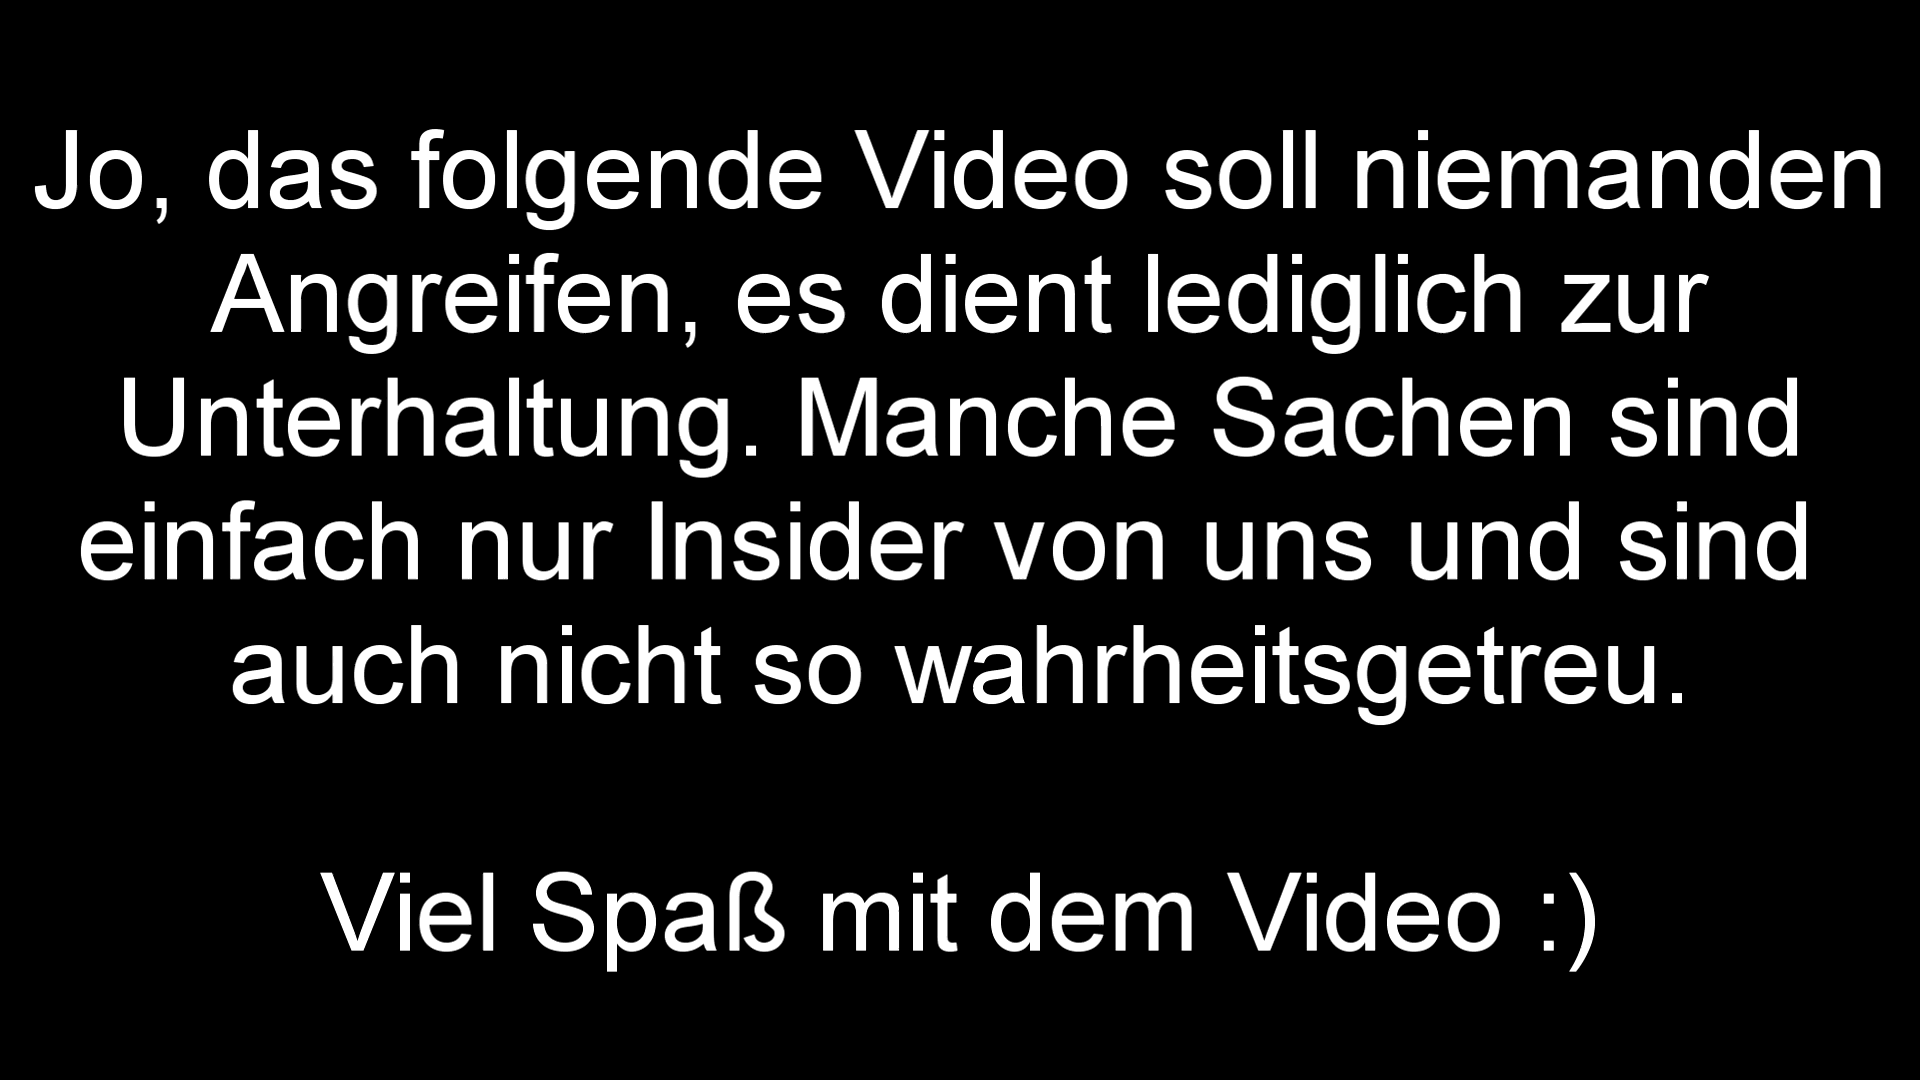 Jo, das folgende Video soll niemanden
Angreifen, es dient lediglich zur
Unterhaltung. Manche Sachen sind
einfach nur Insider von uns und sind
auch nicht so wahrheitsgetreu.
Viel Spaß mit dem Video :)